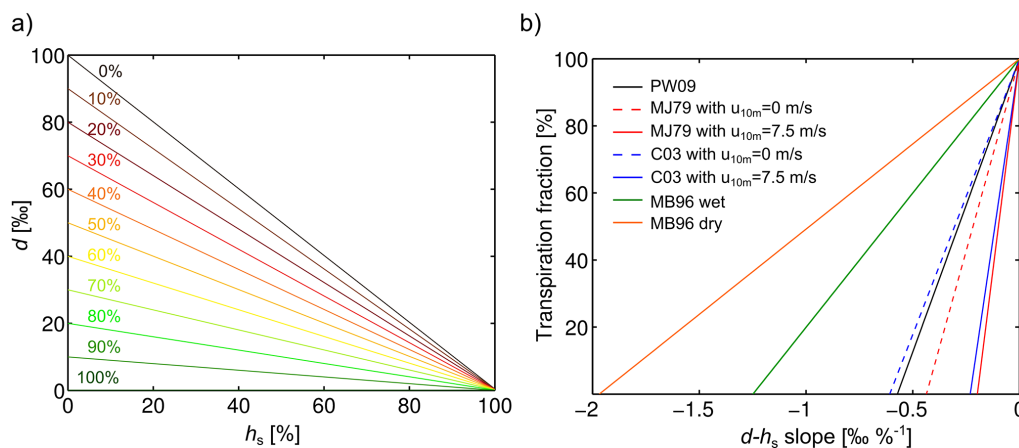 a)
100
80
60
40
20
0
d [‰]
0%
10%
20%
30%
40%
50%
60%
70%
80%
90%
100%
0 20 40 60 80 100
hs [%]
b)
100
80
60
40
20
Transpiration fraction [%]
PW09
MJ79 with u10m=0 m/s
MJ79 with u10m=7.5 m/s
C03 with u10m=0 m/s
C03 with u10m=7.5 m/s
MB96 wet
MB96 dry
−2 −1.5 −1 −0.5 0
d-hs slope [‰ %-1]